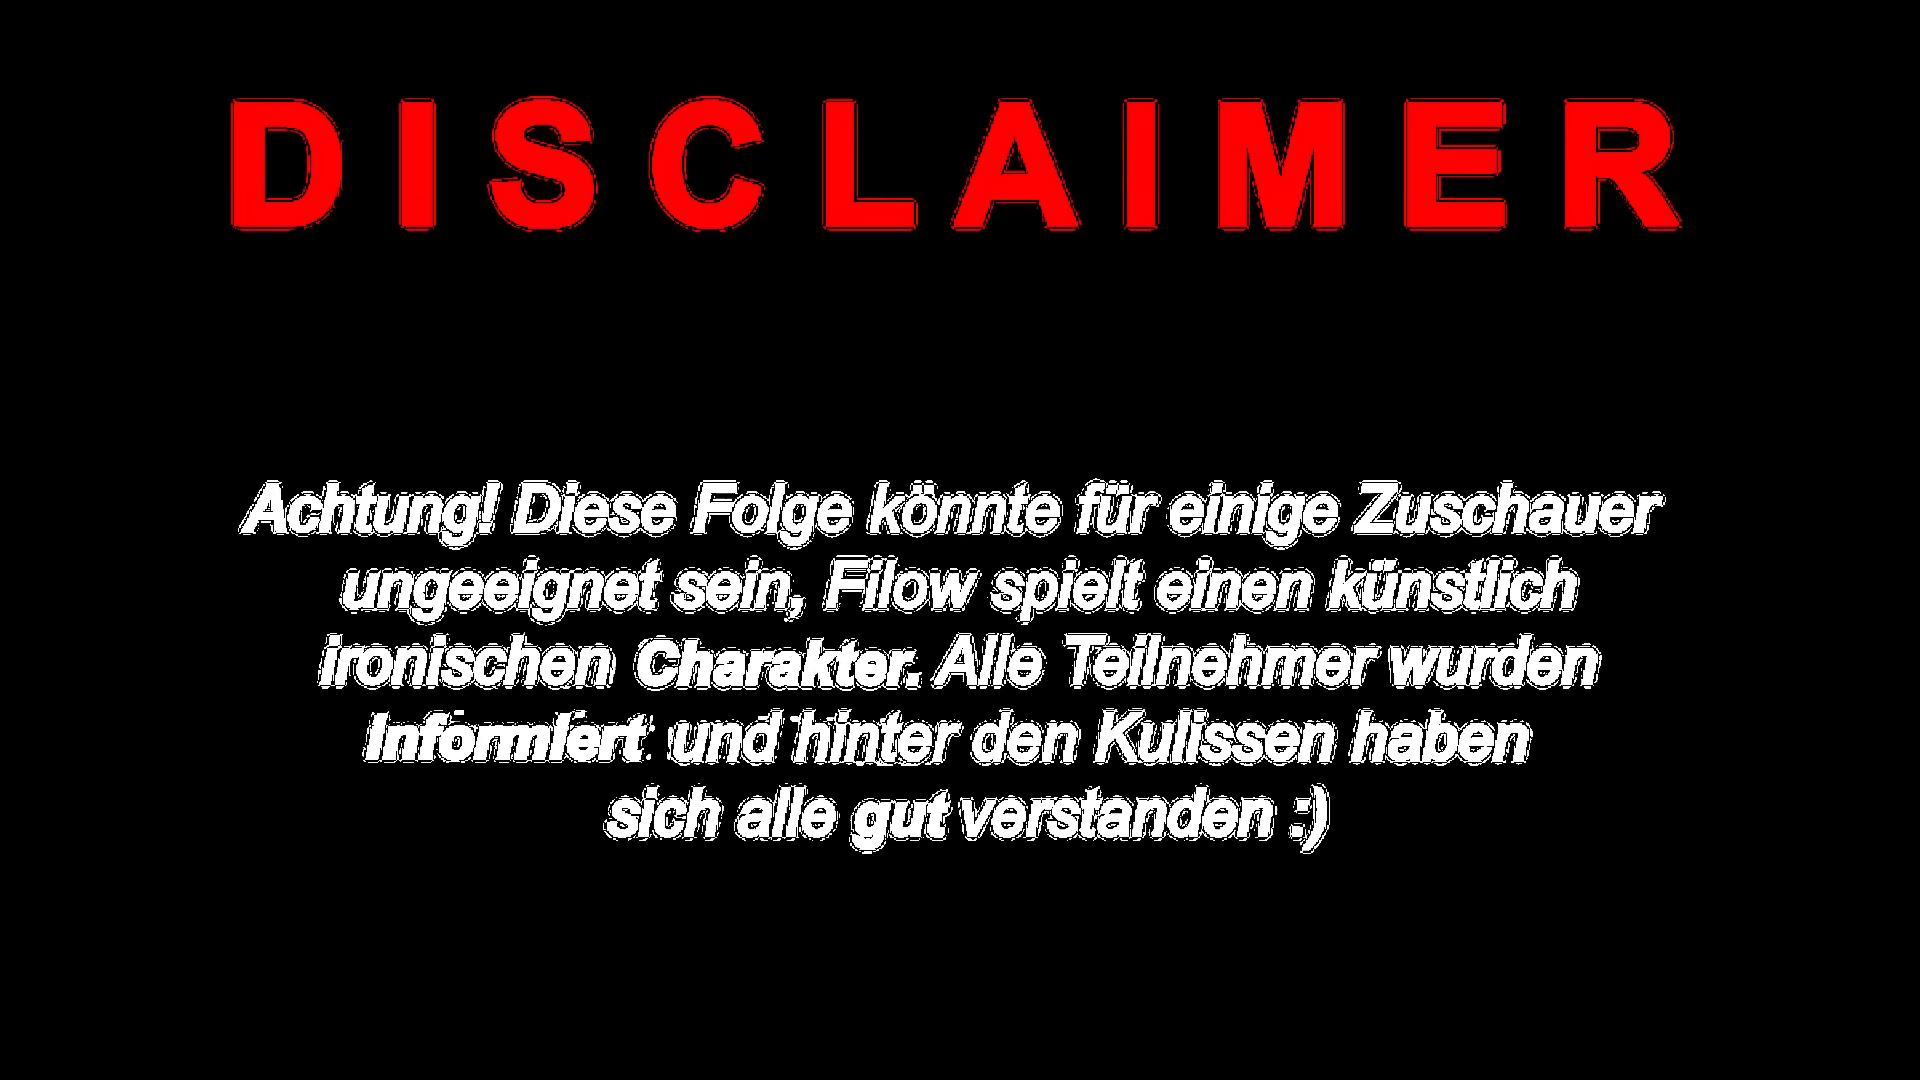 DISCLAIMER
Achtung! Diese Folge könnte für einige Zuschauer
ungeeignet sein, Filow spielt einen künstlich
ironischen Charakter. Alle Teilnehmer wurden
Informiert und hinter den Kulissen haben
sich alle gut verstanden :)